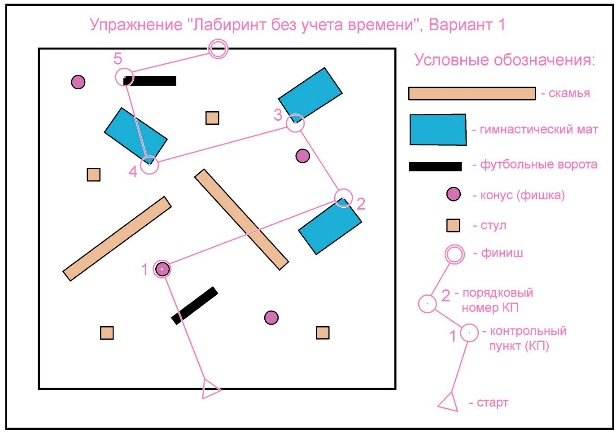 Упражнение "Лабиринт без учета времени", Вариант 1
5
3
4
2
1
Условные обозначения:
- скамья
- гимнастический мат
- футбольные ворота
- конус (фишка)
- стул
- финиш
2 - порядковый
номер КП
1 - контрольный
пункт (КП)
- старт